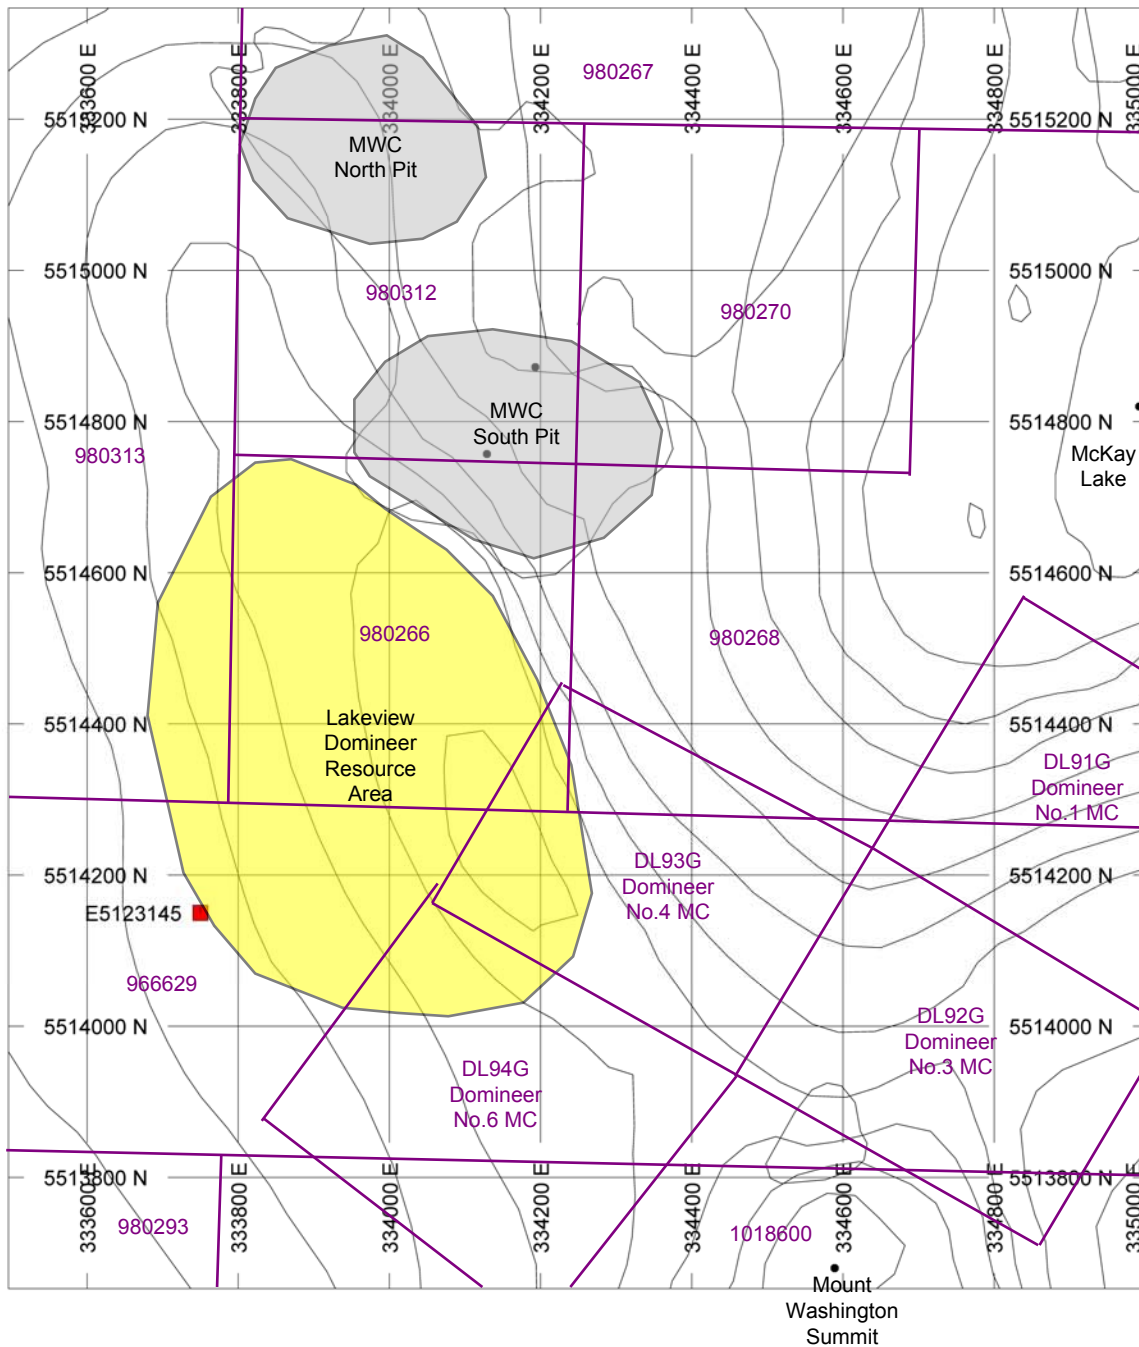 333600 E
333800 E
334000 E
334200 E
334400 E
334600 E
334800 E
335000 E
980267
5515200 N
5515200 N
MWC
North Pit
5515000 N
5515000 N
980312
980270
MWC
South Pit
5514800 N
5514800 N
980313
McKay
Lake
5514600 N
5514600 N
980266
980268
Lakeview
Domineer
Resource
Area
5514400 N
5514400 N
DL91G
Domineer
No.1 MC
DL93G
Domineer
No.4 MC
5514200 N
5514200 N
E5123145
966629
DL92G
Domineer
No.3 MC
5514000 N
5514000 N
DL94G
Domineer
No.6 MC
5513800 N
5513800 N
333600 E
333800 E
334000 E
334200 E
334400 E
334600 E
334800 E
335000 E
980293
1018600
Mount
Washington
Summit